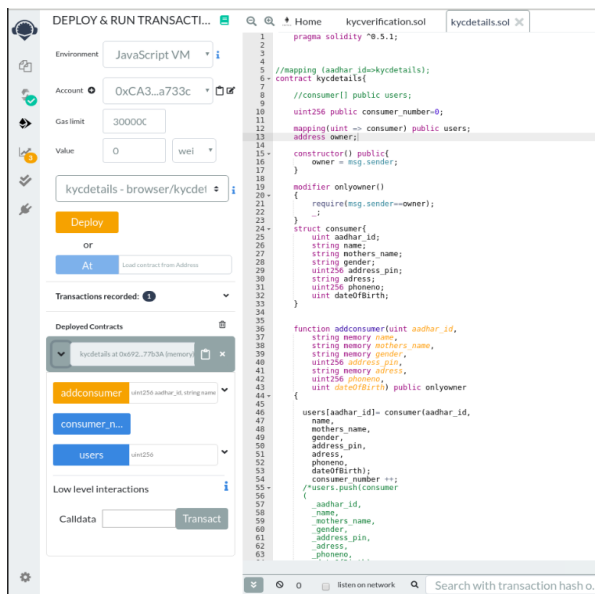 DEPLOY & RUN TRANSACTI...
Environment JavaScript VM
Account 0xCA3...a733c
Gas limit 30000C
Value 0 wei
kycdetails - browser/kycdet
Deploy
or
At Load contract from Address
Transactions recorded: 1
Deployed Contracts
kycdetails at 0x692...77b3A (memory)
addconsumer uint256 aadhar_id, string name
consumer_n...
users uint256
Low level interactions
Calldata Transact
3
Home kycverification.sol kycdetails.sol
1 pragma solidity ^0.5.1;
2
3
4
5 //mapping (aadhar_id=>kycdetails);
6 contract kycdetails{
7
8 //consumer[] public users;
9
10 uint256 public consumer_number=0;
11
12 mapping(uint => consumer) public users;
13 address owner;
14
15 constructor() public{
16 owner = msg.sender;
17 }
18
19 modifier onlyowner()
20 {
21 require(msg.sender==owner);
22 _;
23 }
24 struct consumer{
25 uint aadhar_id;
26 string name;
27 string mothers_name;
28 string gender;
29 uint256 address_pin;
30 string adress;
31 uint256 phoneno;
32 uint dateOfBirth;
33 }
34
35
36 function addconsumer(uint aadhar_id,
37 string memory name,
38 string memory mothers_name,
39 string memory gender,
40 uint256 address_pin,
41 string memory adress,
42 uint256 phoneno,
43 uint dateOfBirth) public onlyowner
44 {
45
46 users[aadhar_id]= consumer(aadhar_id,
47 name,
48 mothers_name,
49 gender,
50 address_pin,
51 adress,
52 phoneno,
53 dateOfBirth);
54 consumer_number ++;
55 /*users.push(consumer
56 (
57 _aadhar_id,
58 _name,
59 _mothers_name,
60 _gender,
61 _address_pin,
62 _adress,
63 _phoneno,
0 listen on network Search with transaction hash o.